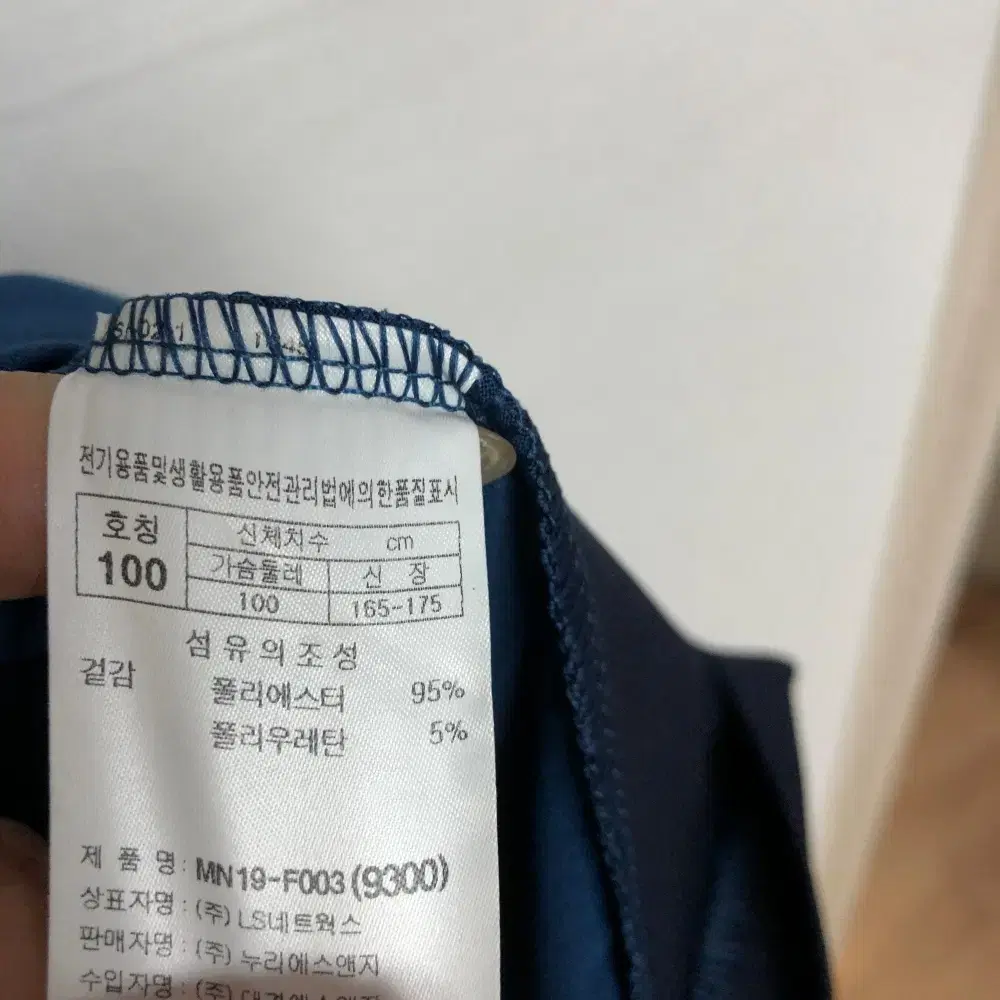 전기용품및생활용품안전관리법에의한품질표시
호칭 신체치수 cm
100 가슴둘레 신 장
100 165-175
섬유의조성
겉감 폴리에스터 95%
폴리우레탄 5%
제 품 명 : MN19-F003(9300)
상표자명 : (주) LS네트웍스
판매자명 : (주) 누리에스앤지
수입자명 : (주)